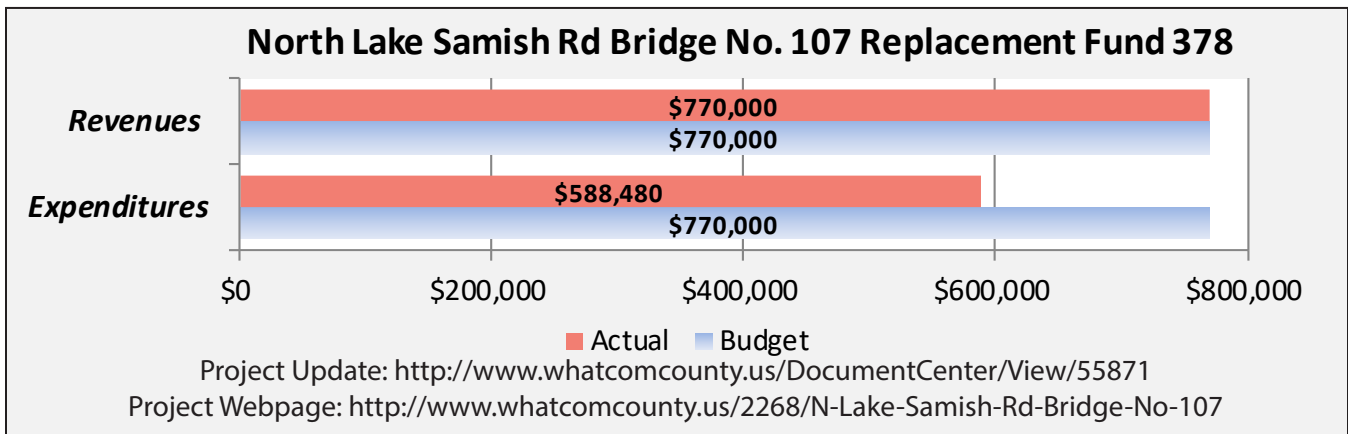 North Lake Samish Rd Bridge No. 107 Replacement Fund 378
Revenues
$770,000
$770,000
Expenditures
$588,480
$770,000
$0 $200,000 $400,000 $600,000 $800,000
Actual Budget
Project Update: http://www.whatcomcounty.us/DocumentCenter/View/55871
Project Webpage: http://www.whatcomcounty.us/2268/N-Lake-Samish-Rd-Bridge-No-107